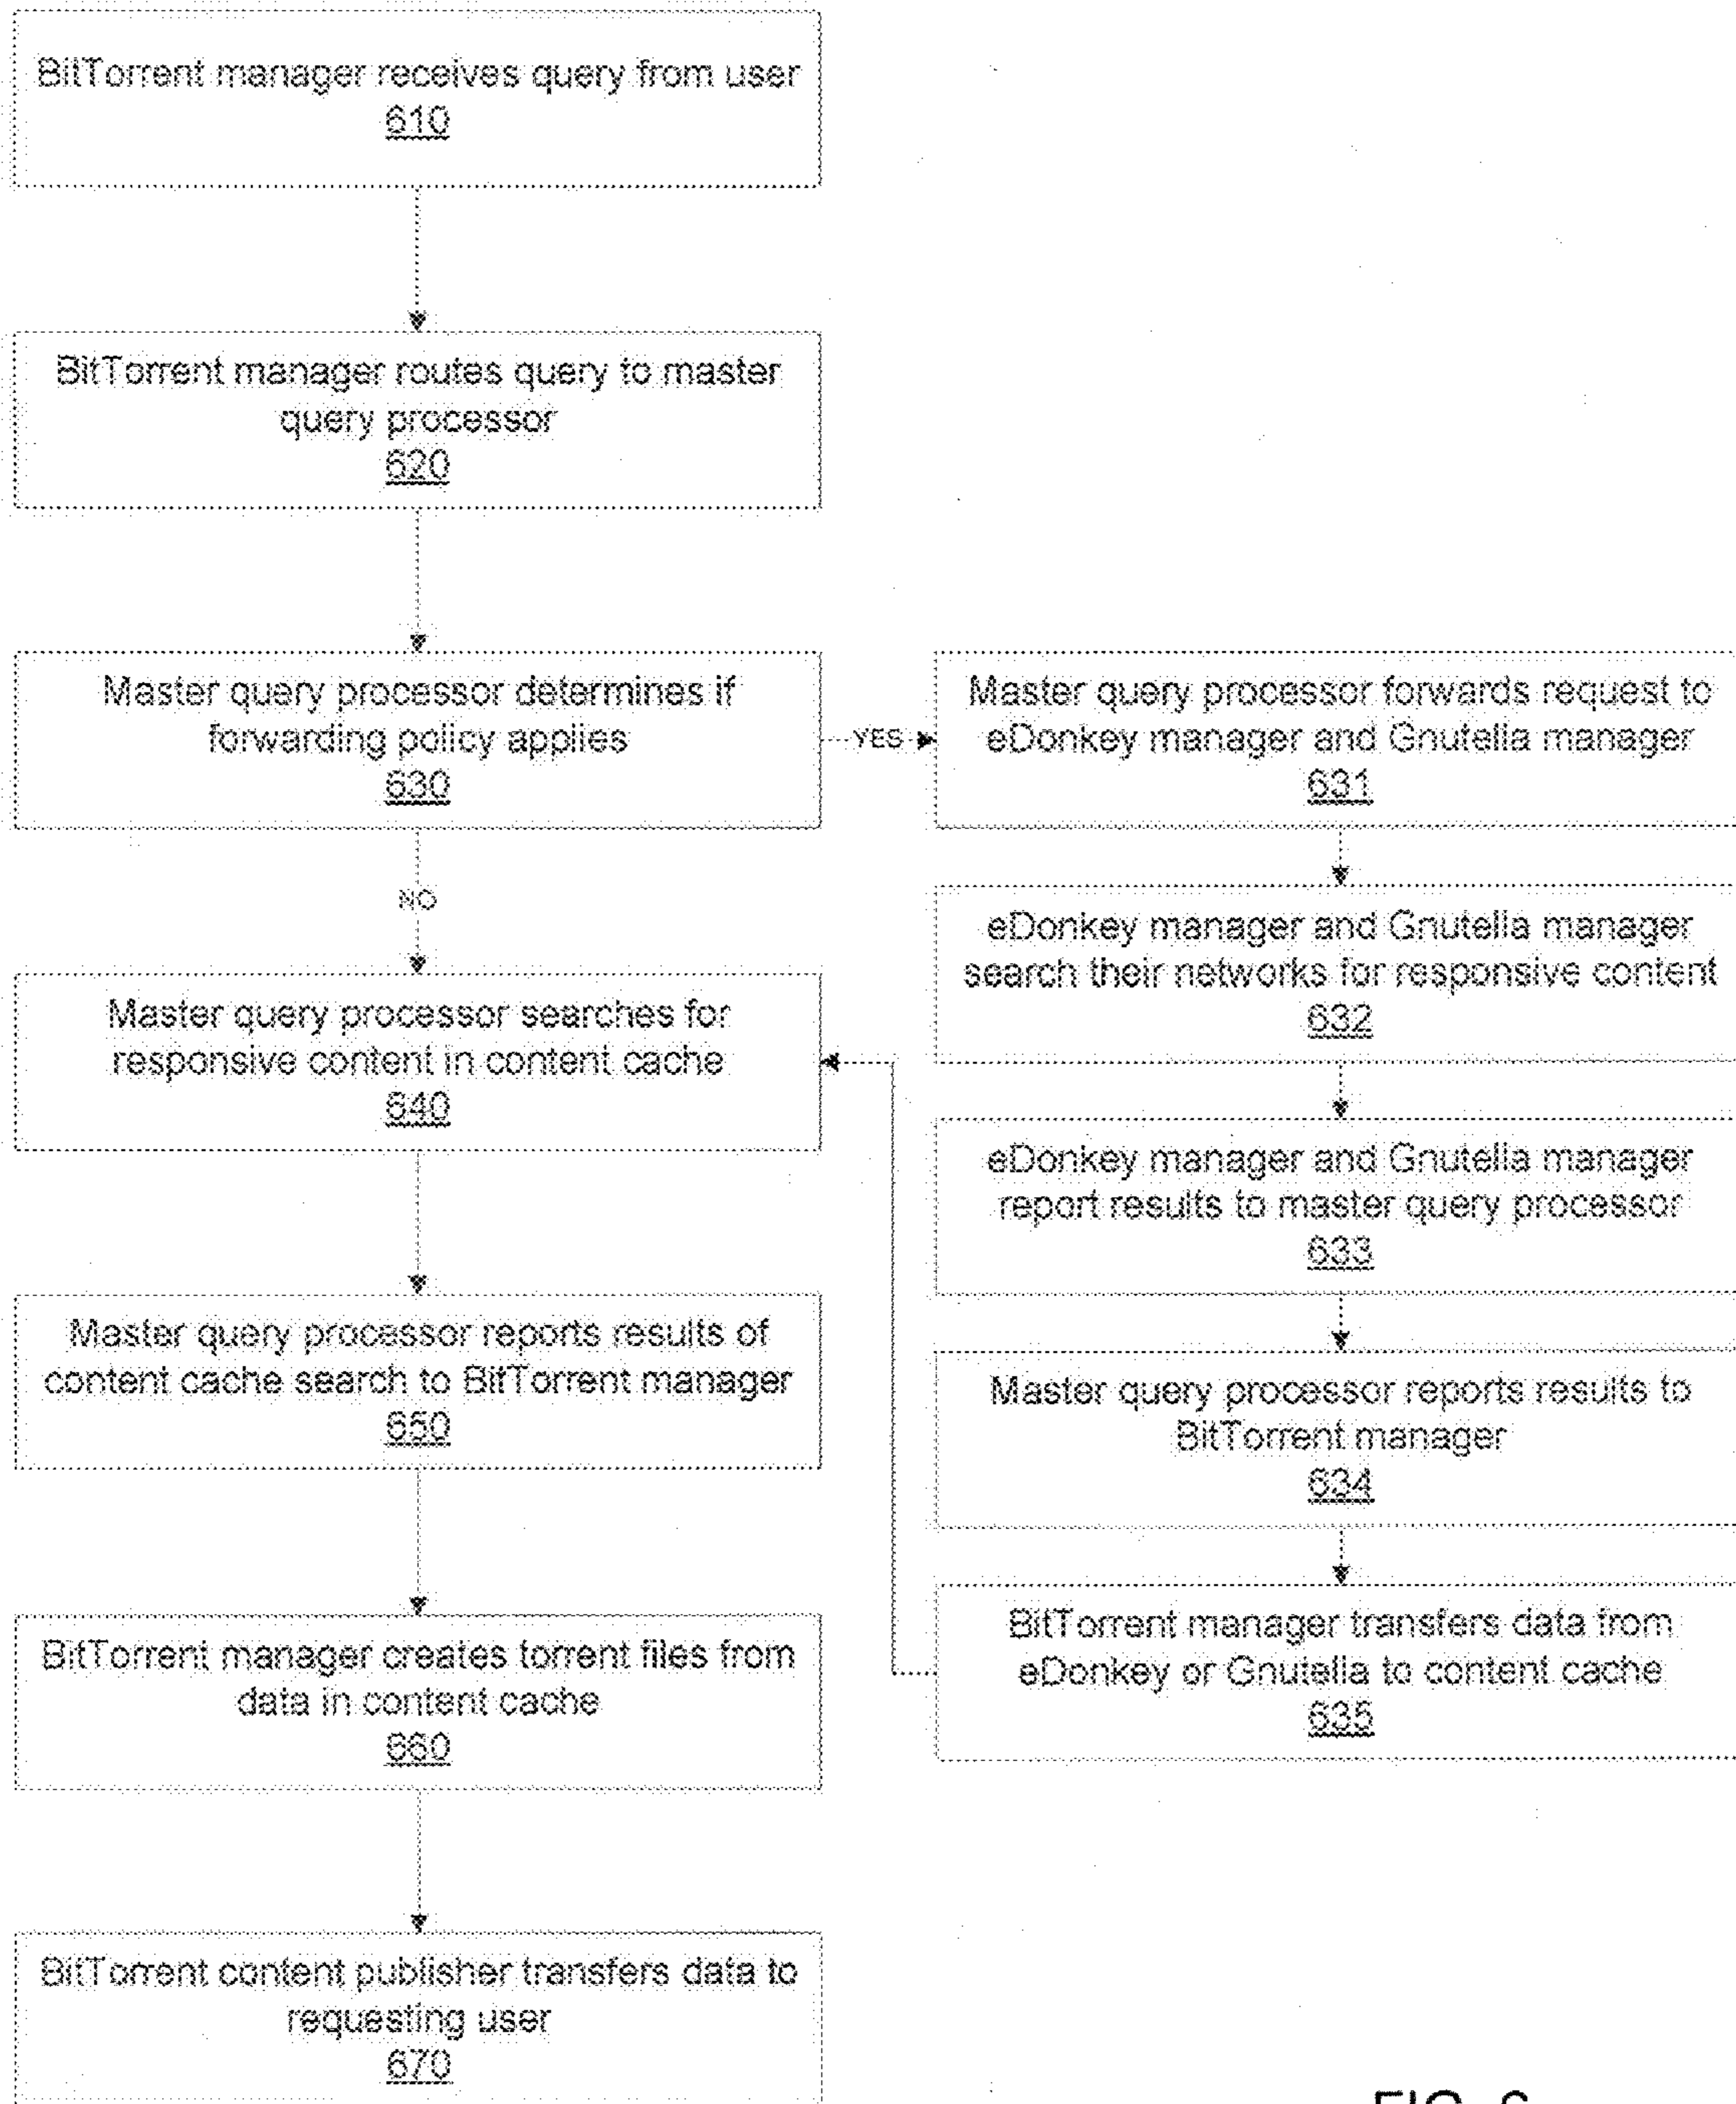 BitTorrent manager receives query from user
610
BitTorrent manager routes query to master
query processor
620
Master query processor determines if
forwarding policy applies
630
YES
Master query processor forwards request to
eDonkey manager and Gnutella manager
631
NO
eDonkey manager and Gnutella manager
search their networks for responsive content
632
Master query processor searches for
responsive content in content cache
640
eDonkey manager and Gnutella manager
report results to master query processor
633
Master query processor reports results of
content cache search to BitTorrent manager
650
Master query processor reports results to
BitTorrent manager
634
BitTorrent manager transfers data from
eDonkey or Gnutella to content cache
635
BitTorrent manager creates torrent files from
data in content cache
660
BitTorrent content publisher transfers data to
requesting user
670
FIG. 6